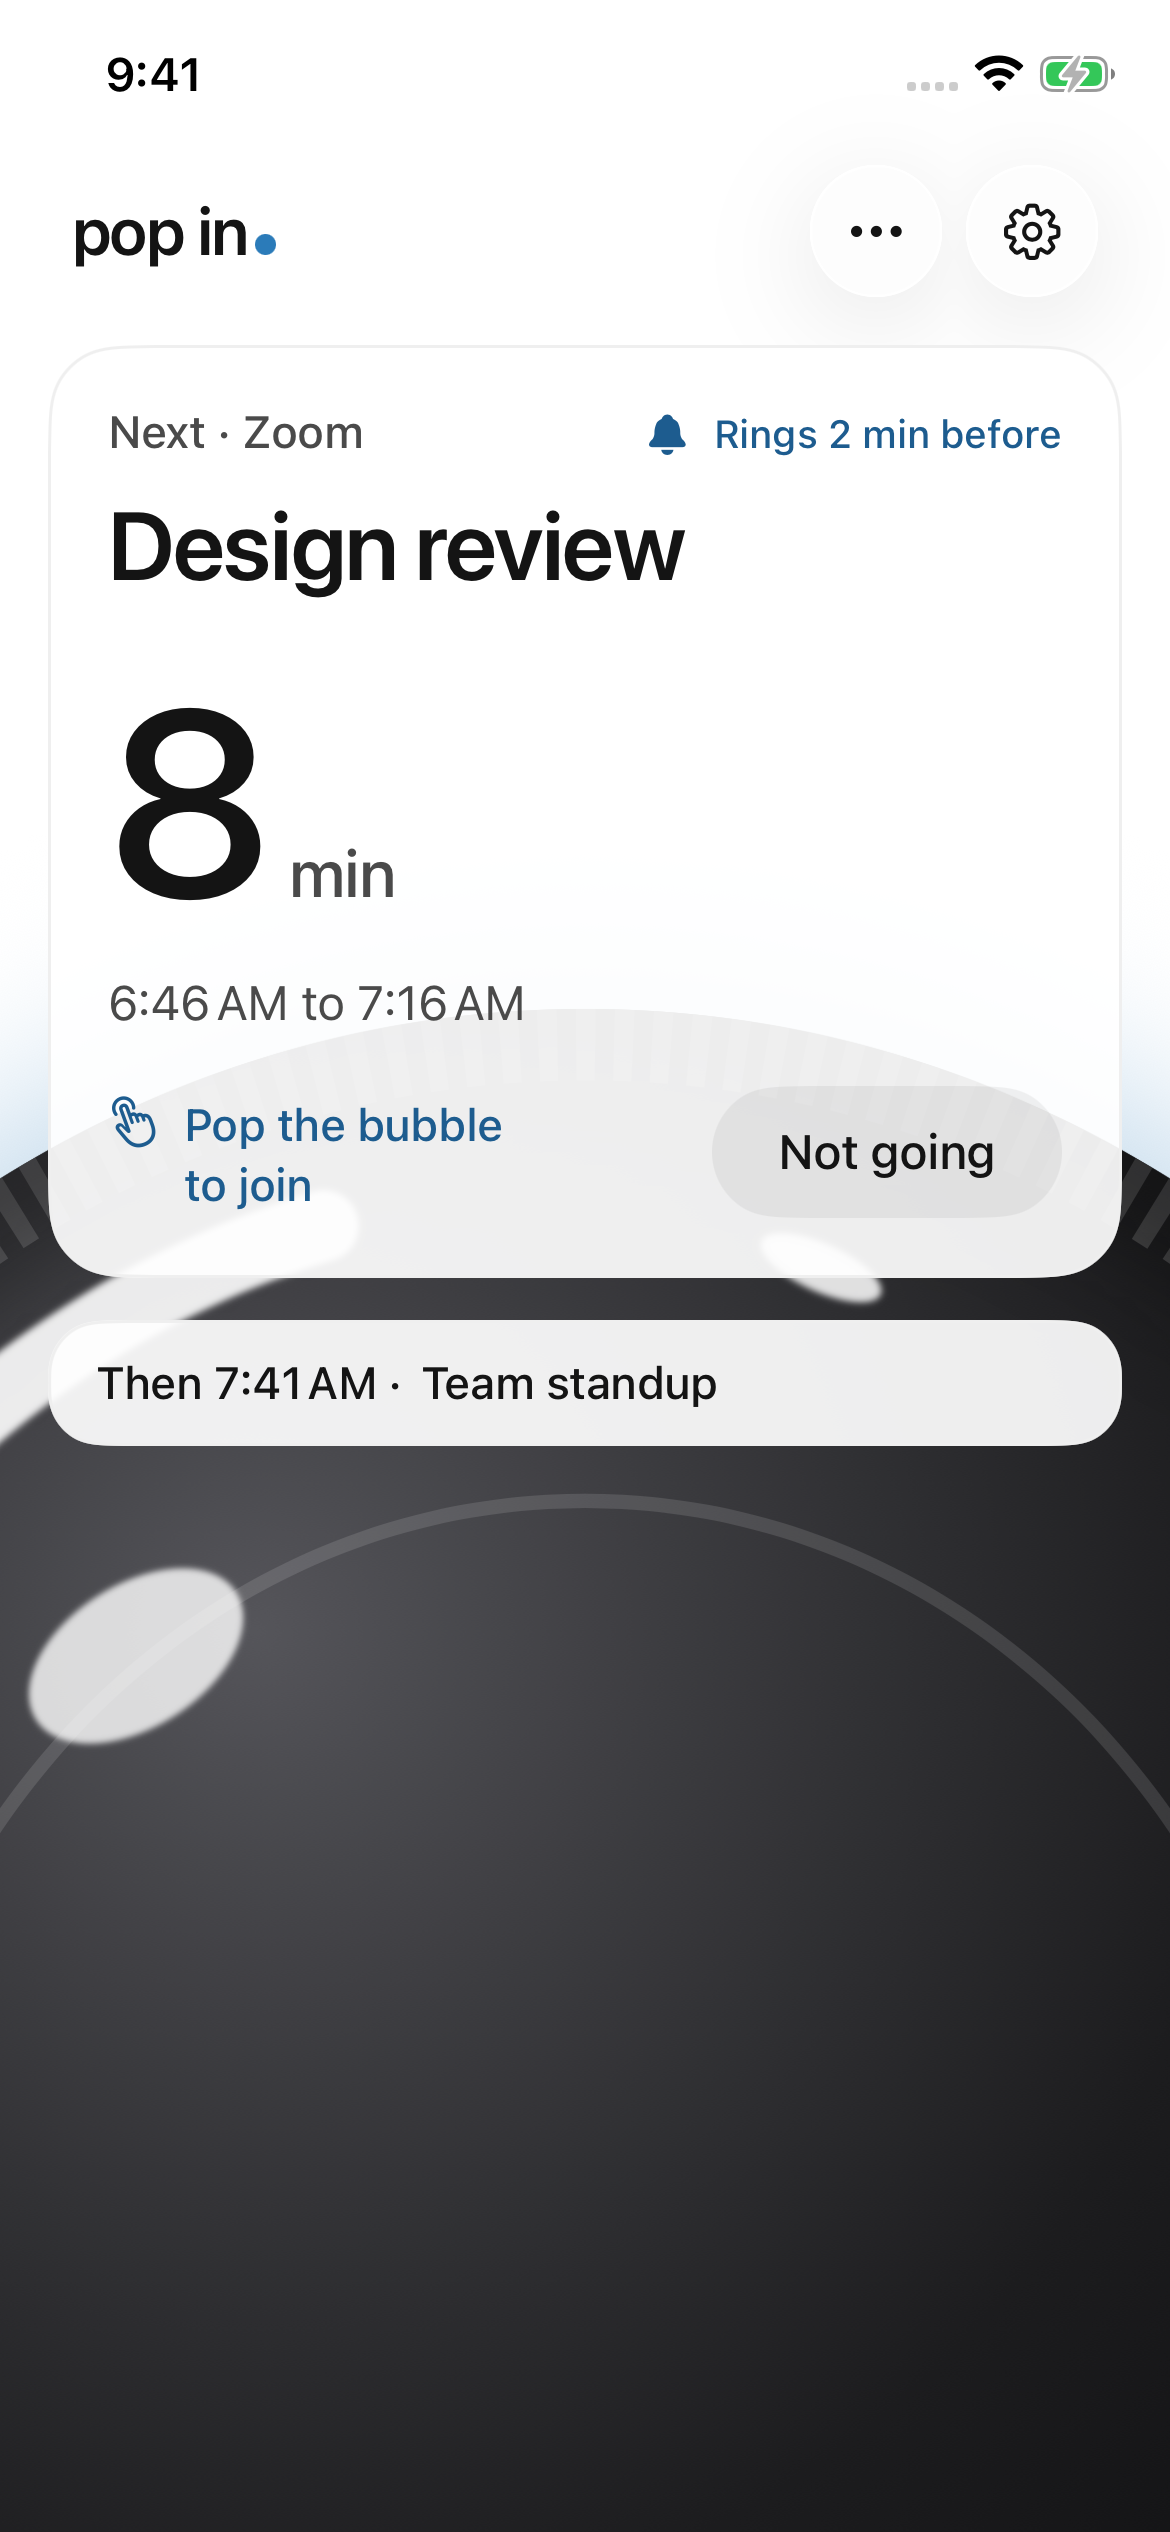 9:41
pop in.
Next · Zoom
Rings 2 min before
Design review
8 min
6:46 AM to 7:16 AM
Pop the bubble
to join
Not going
Then 7:41 AM · Team standup